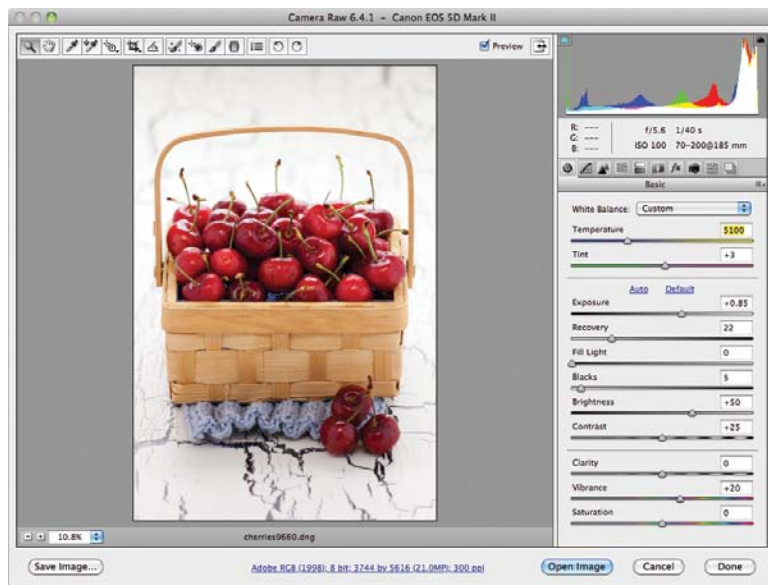 Camera Raw 6.4.1 - Canon EOS 5D Mark II
Preview
R: ---
G: ---
B: ---
f/5.6 1/40 s
ISO 100 70-200@185 mm
fx
Basic
White Balance: Custom
Temperature 5100
Tint +3
Auto Default
Exposure +0.85
Recovery 22
Fill Light 0
Blacks 5
Brightness +50
Contrast +25
Clarity 0
Vibrance +20
Saturation 0
10.8%
cherries9660.dng
Save Image...
Adobe RGB (1998); 8 bit; 3744 by 5616 (21.0MP); 300 ppi
Open Image
Cancel
Done